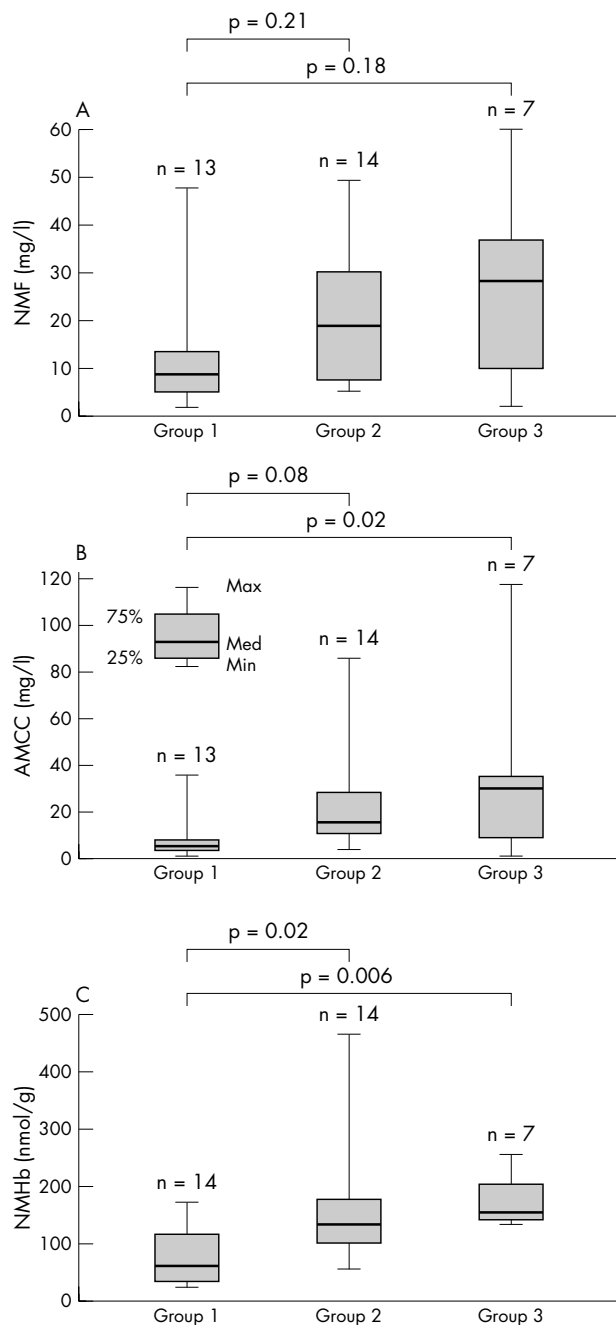 p = 0.21
p = 0.18
A
n = 7
60
n = 13
n = 14
50
40
30
20
10
0
NMF (mg/l)
Group 1
Group 2
Group 3
p = 0.08
p = 0.02
B
n = 7
120
Max
75%
100
Med
25%
Min
n = 14
80
60
n = 13
40
20
0
AMCC (mg/l)
Group 1
Group 2
Group 3
p = 0.02
p = 0.006
C
500
n = 14
400
300
n = 7
n = 14
200
100
0
NMHb (nmol/g)
Group 1
Group 2
Group 3